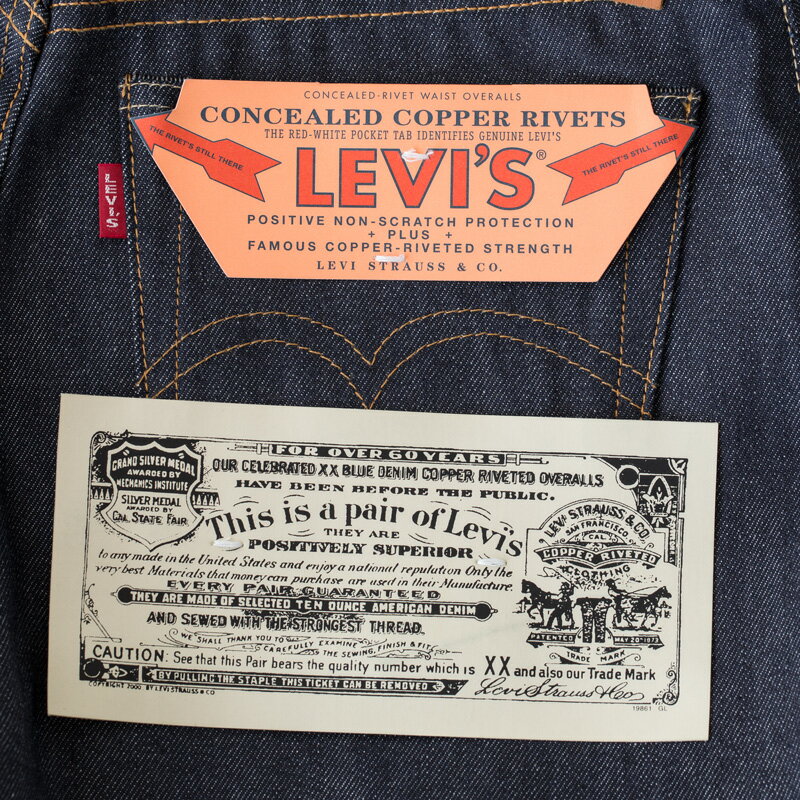 CONCEALED-RIVET WAIST OVERALLS
CONCEALED COPPER RIVETS
THE RED-WHITE POCKET TAB IDENTIFIES GENUINE LEVI'S
THE RIVET'S STILL THERE
LEVI'S®
THE RIVET'S STILL THERE
LEVI'S
POSITIVE NON-SCRATCH PROTECTION
+ PLUS +
FAMOUS COPPER-RIVETED STRENGTH
LEVI STRAUSS & CO.
FOR OVER 60 YEARS
OUR CELEBRATED XX BLUE DENIM COPPER RIVETED OVERALLS
HAVE BEEN BEFORE THE PUBLIC.
GRAND SILVER MEDAL
AWARDED BY
MECHANICS INSTITUTE
SILVER MEDAL
AWARDED BY
CAL. STATE FAIR
This is a pair of Levi's
THEY ARE
POSITIVELY SUPERIOR
to any made in the United States and enjoy a national reputation Only the
very best Materials that money can purchase are used in their Manufacture.
EVERY PAIR GUARANTEED
THEY ARE MADE OF SELECTED TEN OUNCE AMERICAN DENIM
AND SEWED WITH THE STRONGEST THREAD
WE SHALL THANK YOU TO
CAREFULLY EXAMINE
THE SEWING, FINISH & FIT
LEVI STRAUSS & CO.
SAN FRANCISCO,
CAL.
COPPER RIVETED
CLOTHING
PATENTED MAY 20 1873
TRADE MARK
CAUTION: See that this Pair bears the quality number which is XX and also our Trade Mark
BY PULLING THE STAPLE THIS TICKET CAN BE REMOVED
Levi Strauss & Co
COPYRIGHT 2000 BY LEVI STRAUSS & CO
19861 GL